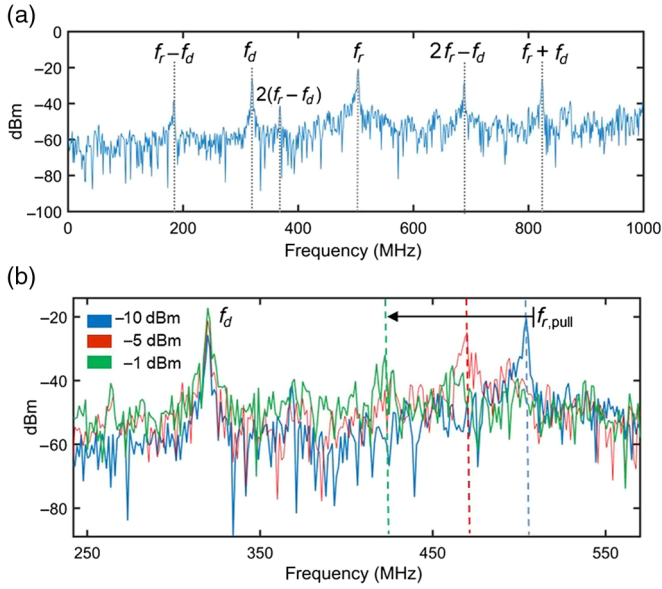 (a)
0
−20
−40
−60
−80
−100
dBm
fr−fd
fd
2(fr−fd)
fr
2fr−fd
fr + fd
0 200 400 600 800 1000
Frequency (MHz)
(b)
−20
−40
−60
−80
dBm
−10 dBm
−5 dBm
−1 dBm
fd
fr,pull
250 350 450 550
Frequency (MHz)